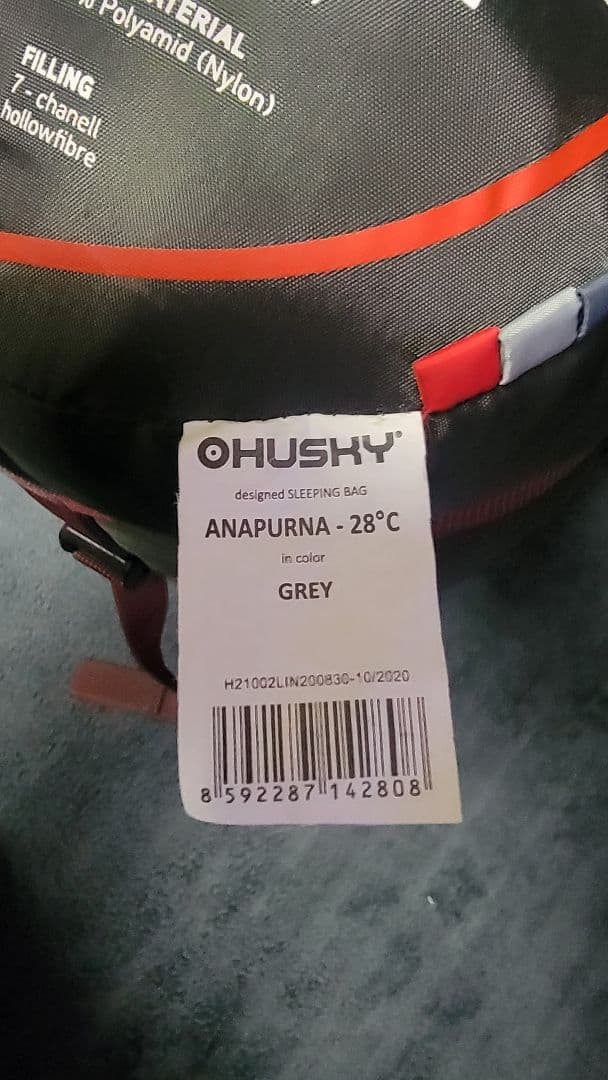 MATERIAL
% Polyamid (Nylon)
FILLING
7 - chanell
hollowfibre
HUSKY®
designed SLEEPING BAG
ANAPURNA - 28°C
in color
GREY
H21002LIN200830-10/2020
8 592287 142808